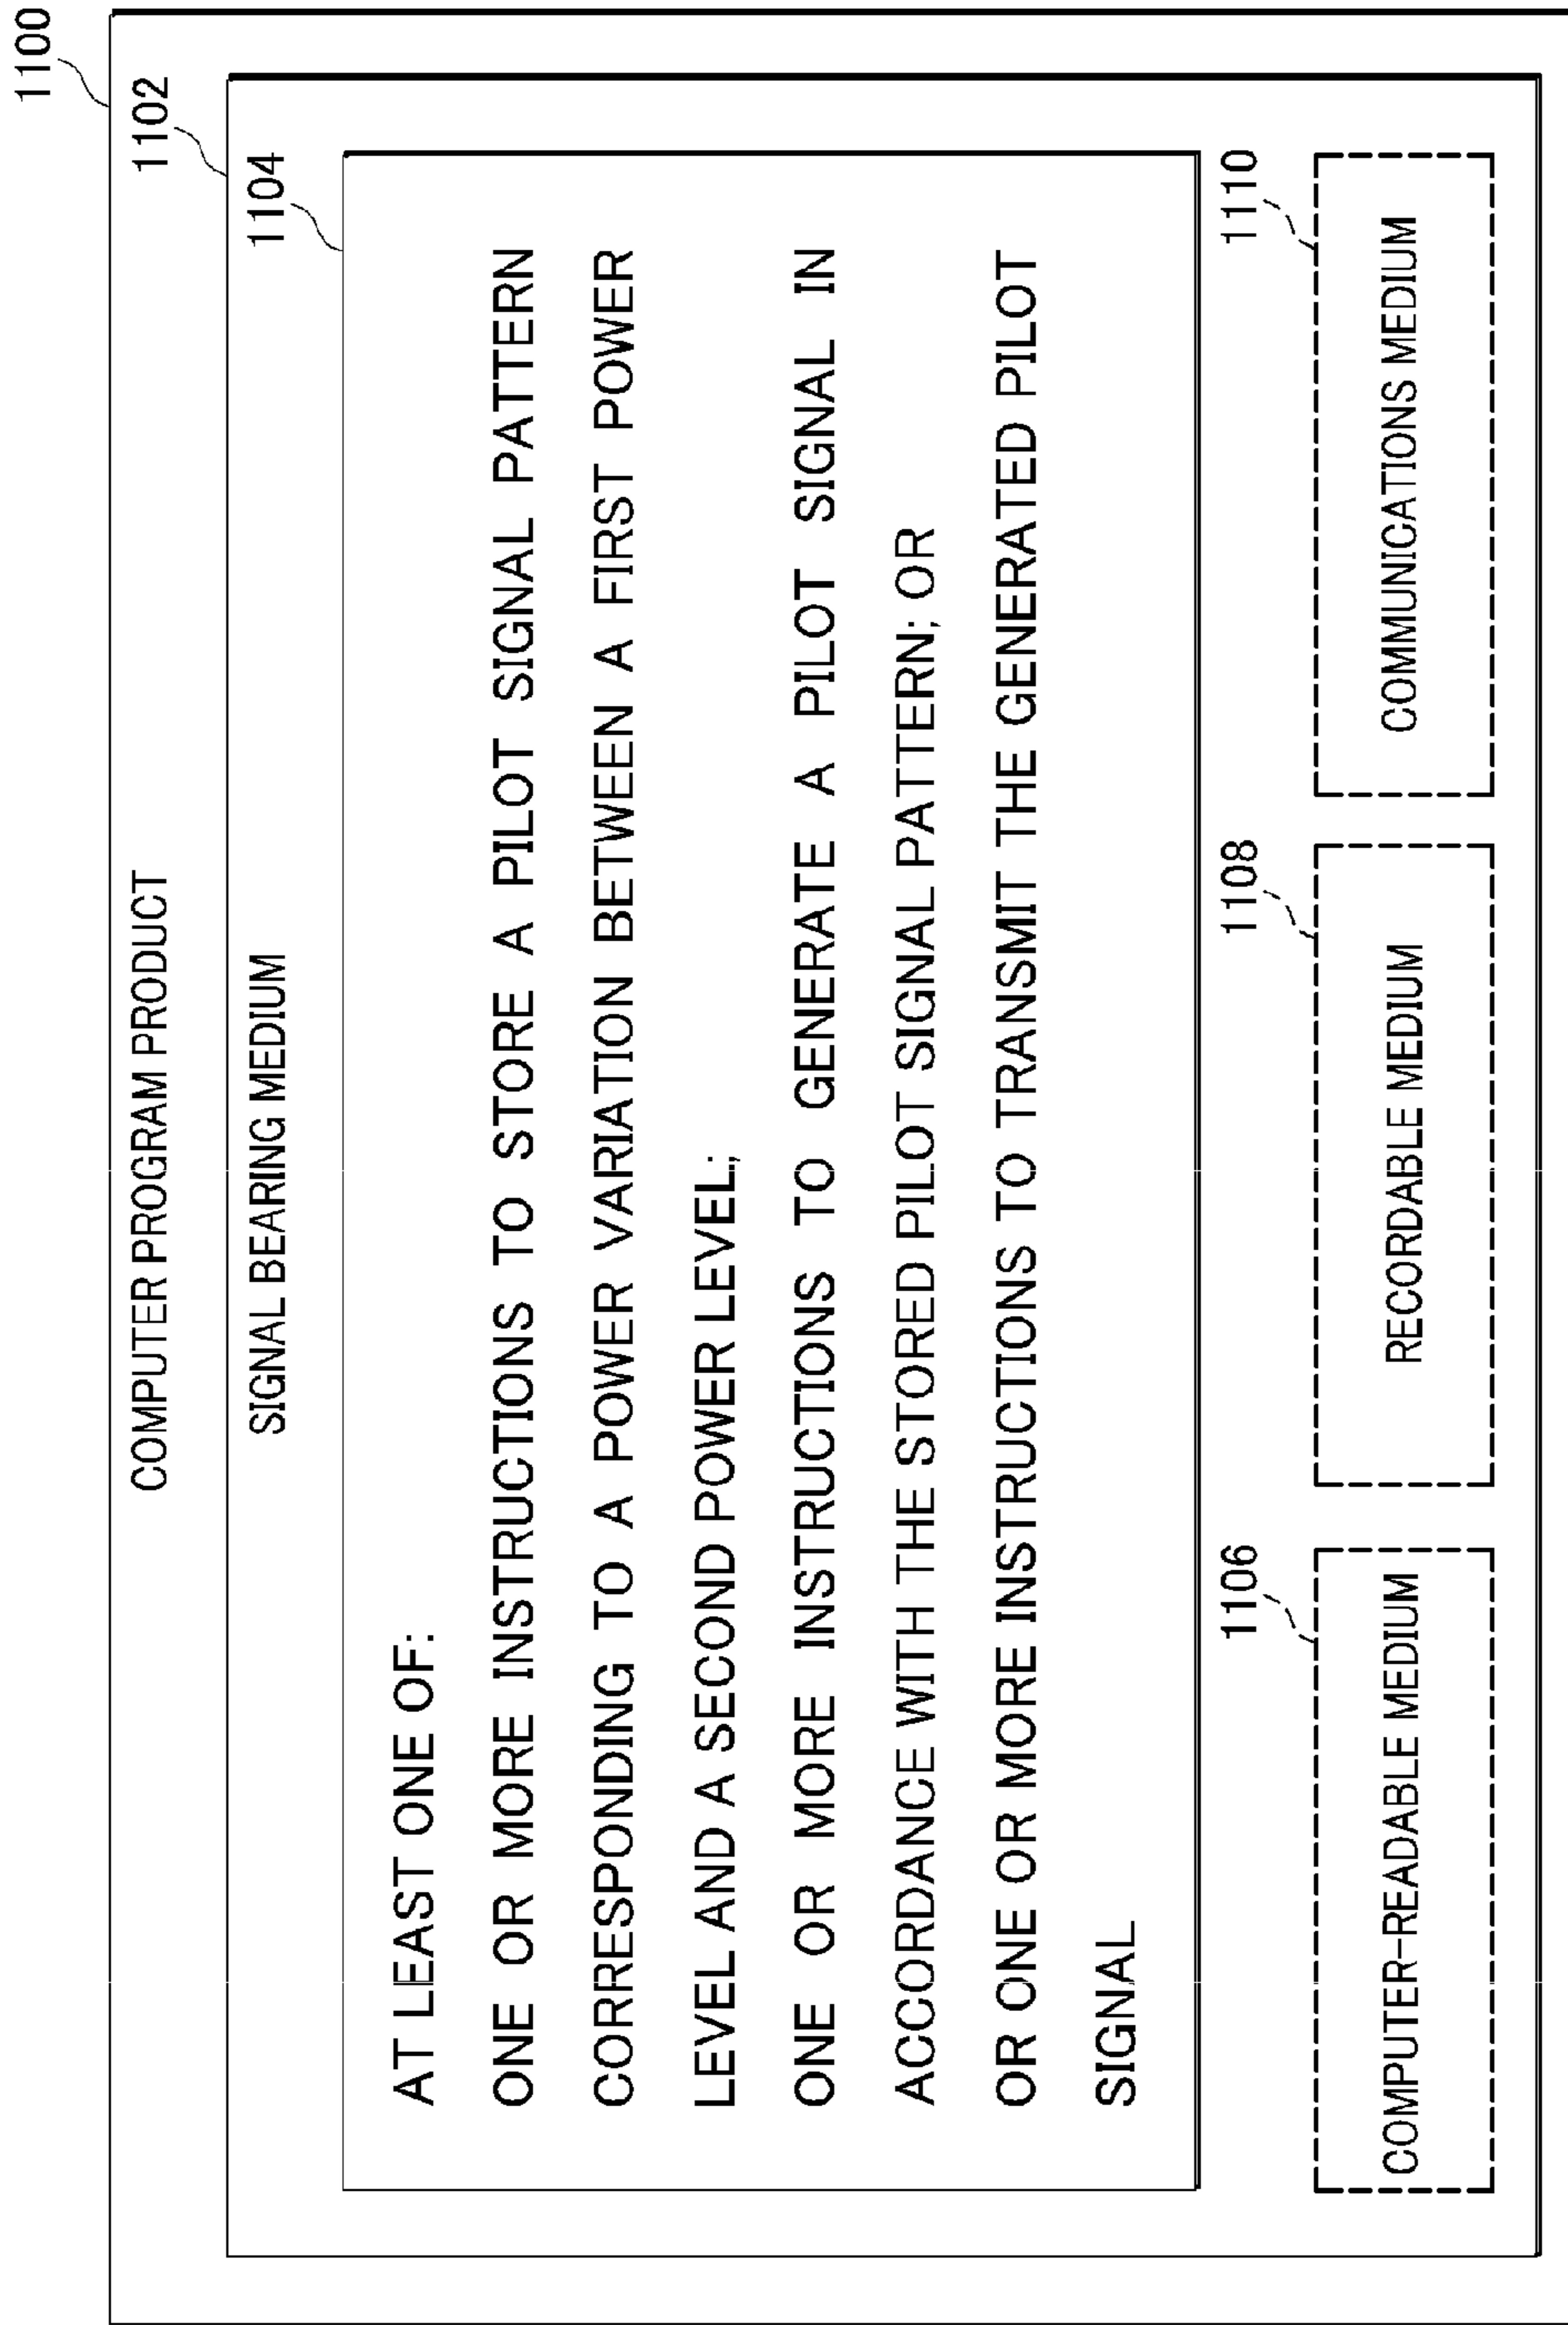 1100
COMPUTER PROGRAM PRODUCT
1102
SIGNAL BEARING MEDIUM
1104
AT LEAST ONE OF:
ONE OR MORE INSTRUCTIONS TO STORE A PILOT SIGNAL PATTERN
CORRESPONDING TO A POWER VARIATION BETWEEN A FIRST POWER
LEVEL AND A SECOND POWER LEVEL;
ONE OR MORE INSTRUCTIONS TO GENERATE A PILOT SIGNAL IN
ACCORDANCE WITH THE STORED PILOT SIGNAL PATTERN; OR
OR ONE OR MORE INSTRUCTIONS TO TRANSMIT THE GENERATED PILOT
SIGNAL
1106
COMPUTER-READABLE MEDIUM
1108
RECORDABLE MEDIUM
1110
COMMUNICATIONS MEDIUM